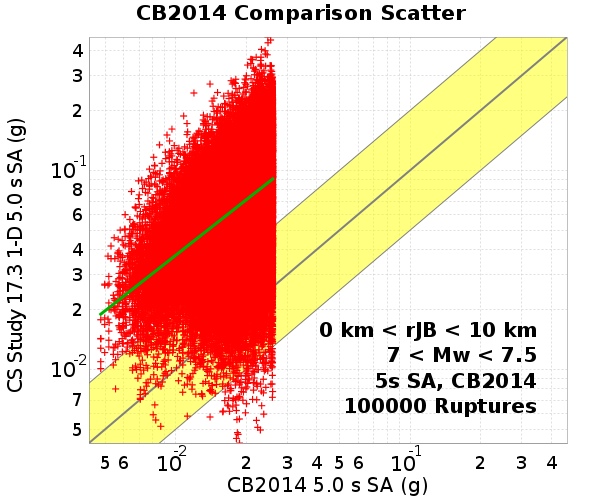 CB2014 Comparison Scatter
CS Study 17.3 1-D 5.0 s SA (g)
4
3
2
10-1
8
6
4
3
2
10-2
7
5
0 km < rJB < 10 km
7 < Mw < 7.5
5s SA, CB2014
100000 Ruptures
5 6 10-2 2 3 4 5 6 10-1 2 3 4
CB2014 5.0 s SA (g)